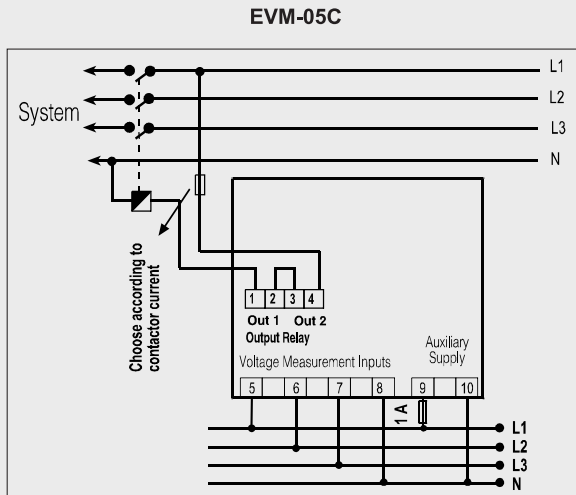 EVM-05C
L1
L2
L3
N
System
Choose according to
contactor current
1 2 3 4
Out 1 Out 2
Output Relay
Voltage Measurement Inputs
Auxiliary
Supply
5 6 7 8 9 10
1 A
L1
L2
L3
N